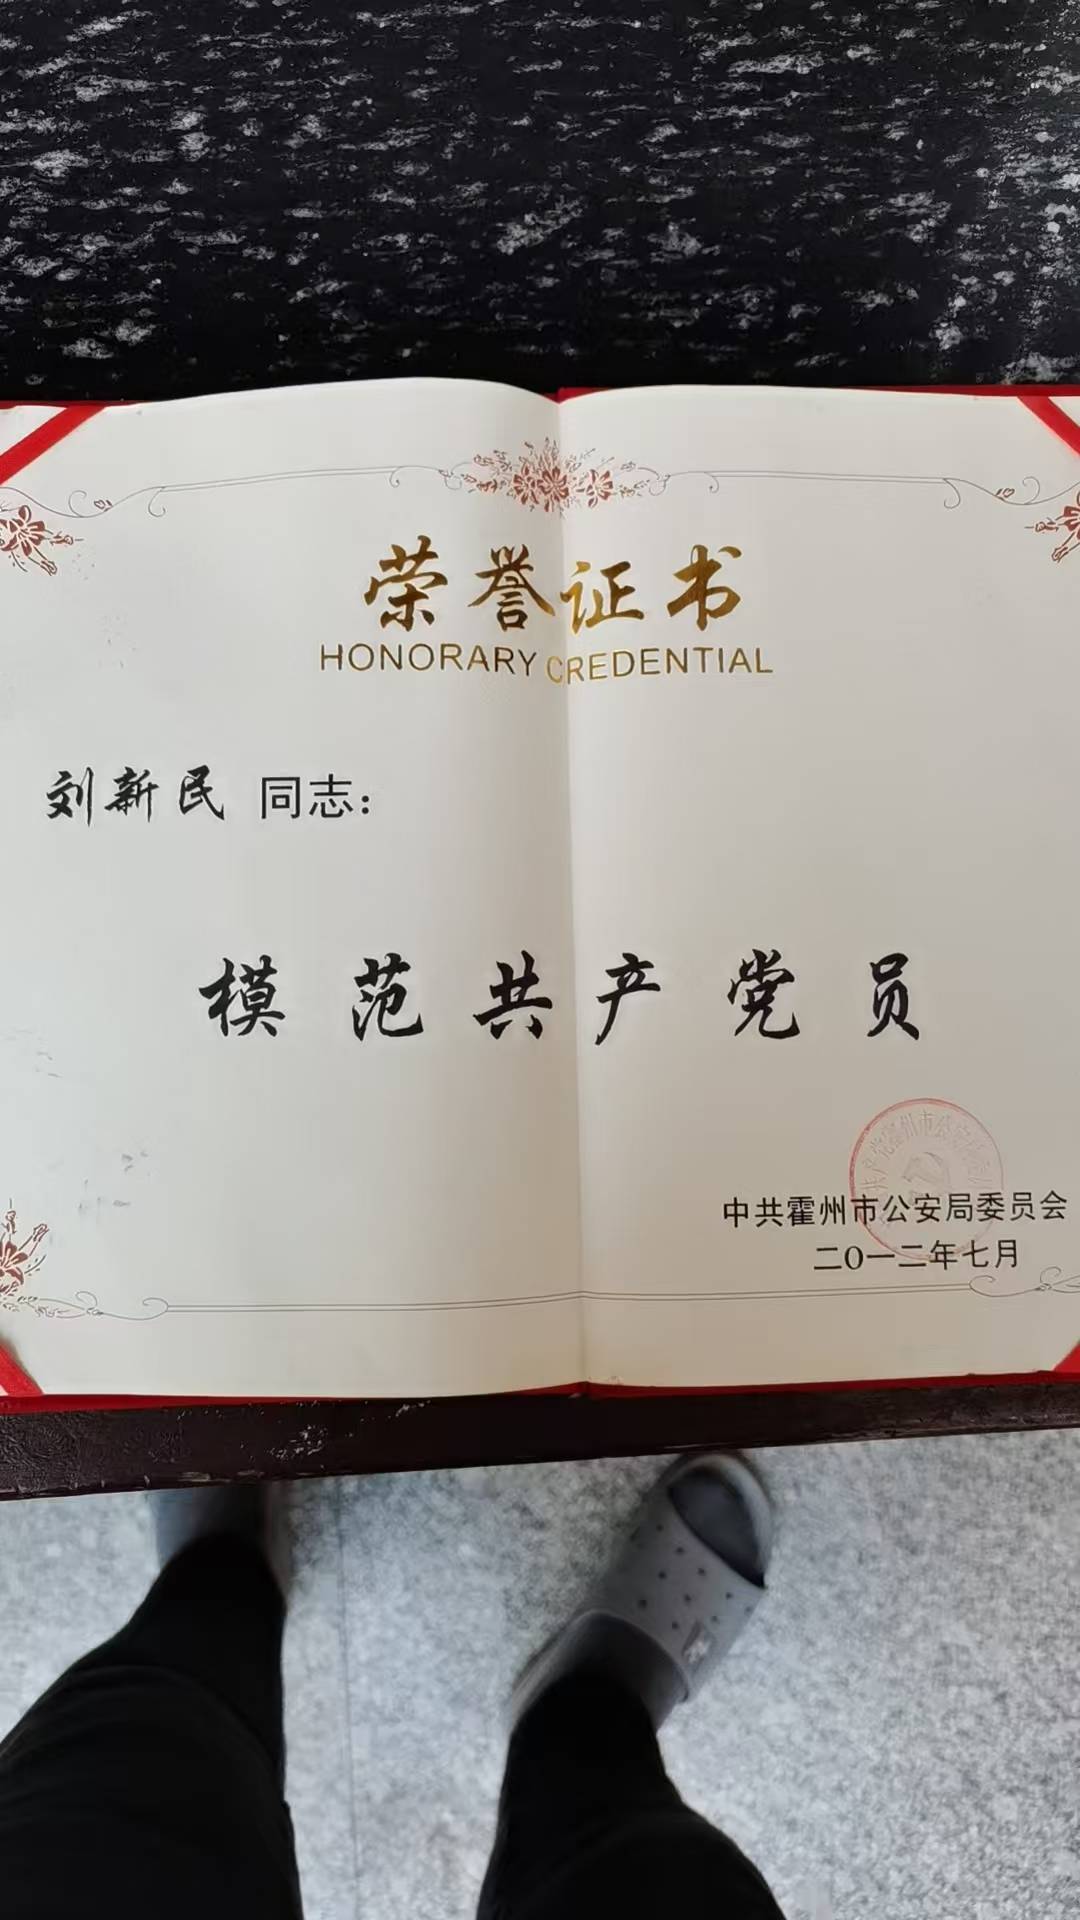 荣誉证书
HONORARY CREDENTIAL
刘新民 同志：
模范共产党员
中共霍州市公安局委员会
二〇一二年七月